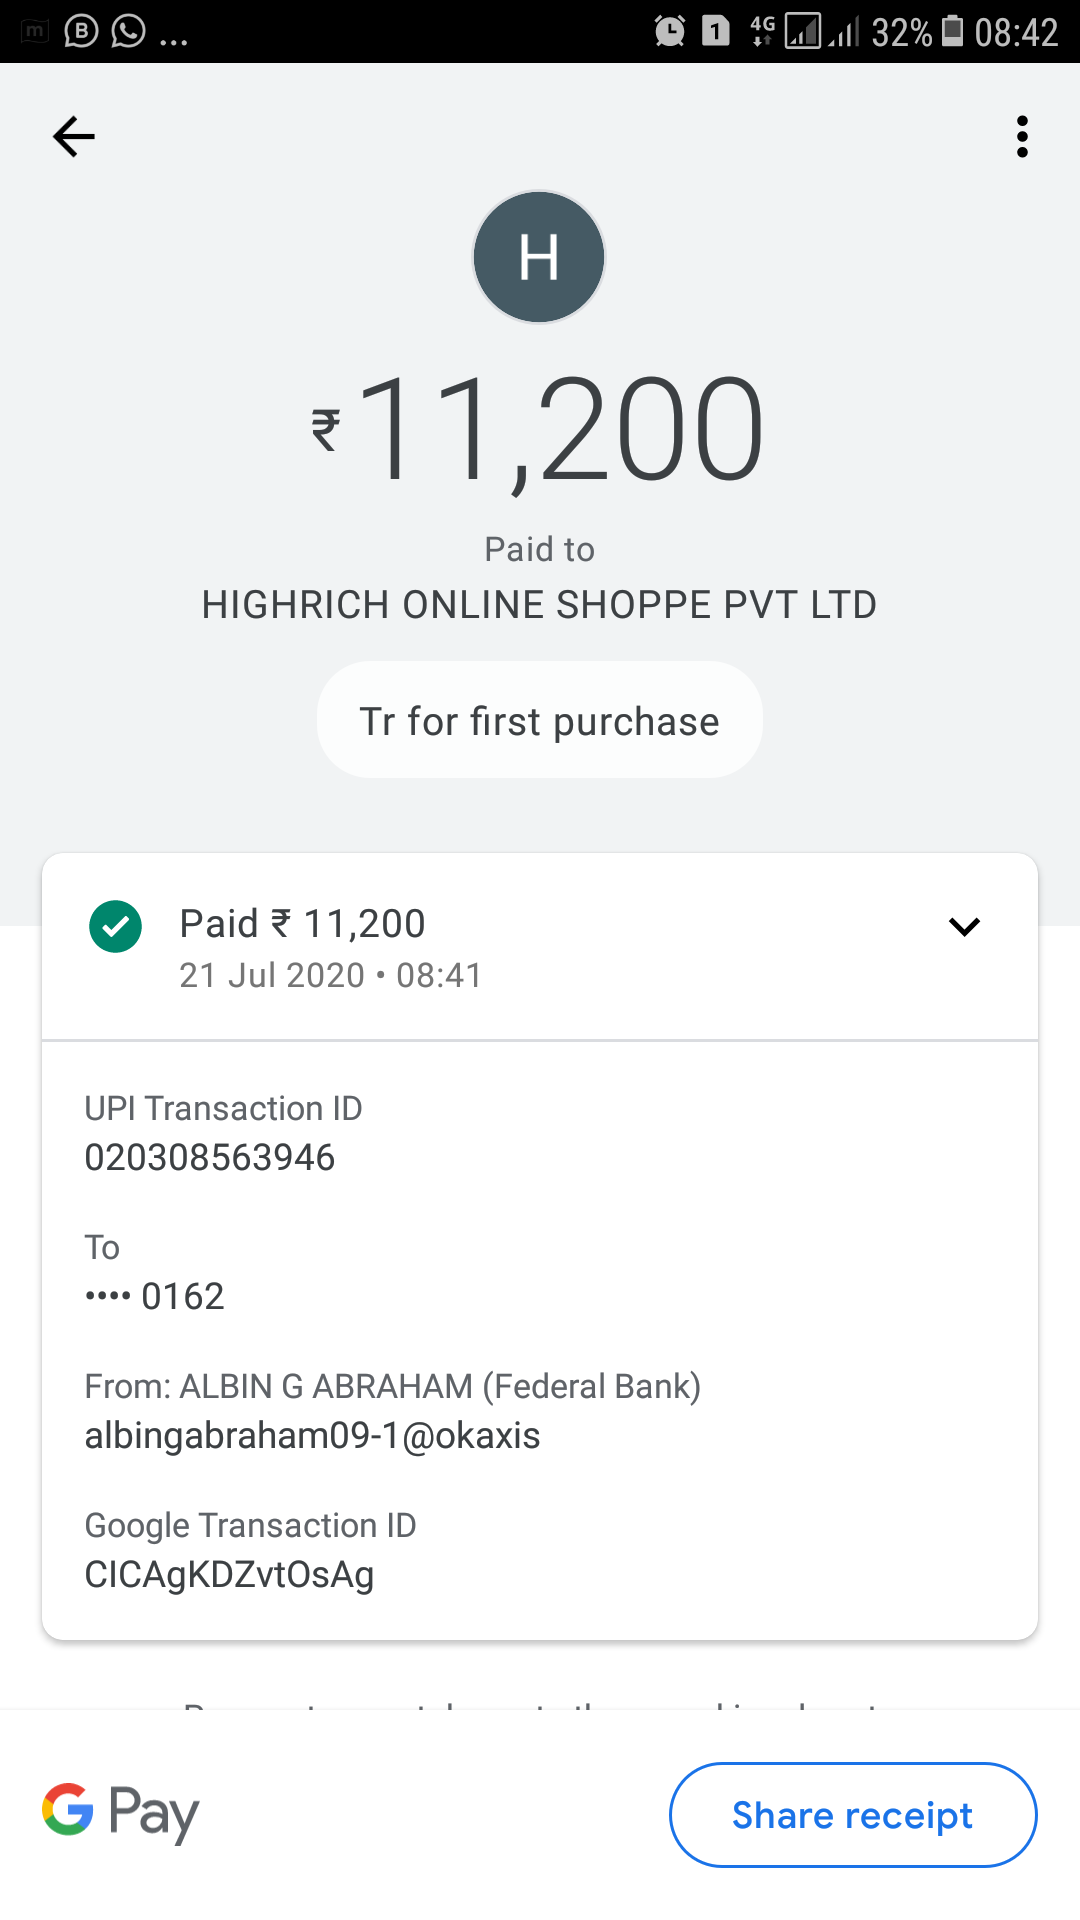 m B ... 1 4G 32% 08:42
H
₹11,200
Paid to
HIGHRICH ONLINE SHOPPE PVT LTD
Tr for first purchase
Paid ₹ 11,200
21 Jul 2020 • 08:41
UPI Transaction ID
020308563946
To
•••• 0162
From: ALBIN G ABRAHAM (Federal Bank)
albingabraham09-1@okaxis
Google Transaction ID
CICAgKDZvtOsAg
G Pay
Share receipt